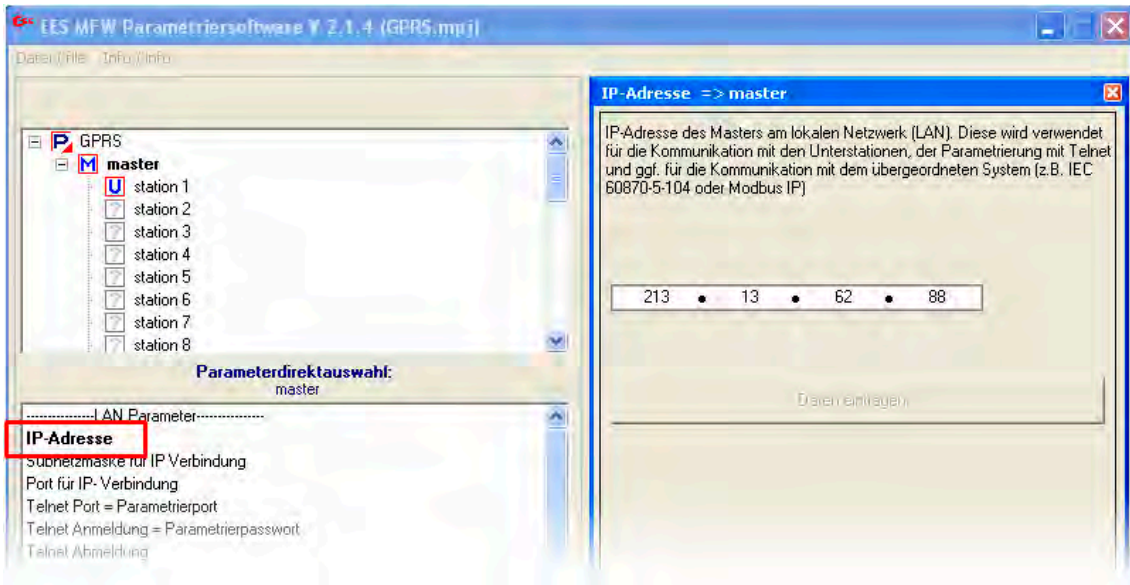 EES MFW Parametriersoftware V 2.1.4 (GPRS.mpj)
Datei/File Info/Info
GPRS
master
station 1
station 2
station 3
station 4
station 5
station 6
station 7
station 8
Parameterdirektauswahl:
master
----------------LAN Parameter----------------
IP-Adresse
Subnetzmaske für IP Verbindung
Port für IP- Verbindung
Telnet Port = Parametrierport
Telnet Anmeldung = Parametrierpasswort
Telnet Abmeldung
IP-Adresse => master
IP-Adresse des Masters am lokalen Netzwerk (LAN). Diese wird verwendet
für die Kommunikation mit den Unterstationen, der Parametrierung mit Telnet
und ggf. für die Kommunikation mit dem übergeordneten System (z.B. IEC
60870-5-104 oder Modbus IP)
213 • 13 • 62 • 88
Daten eintragen